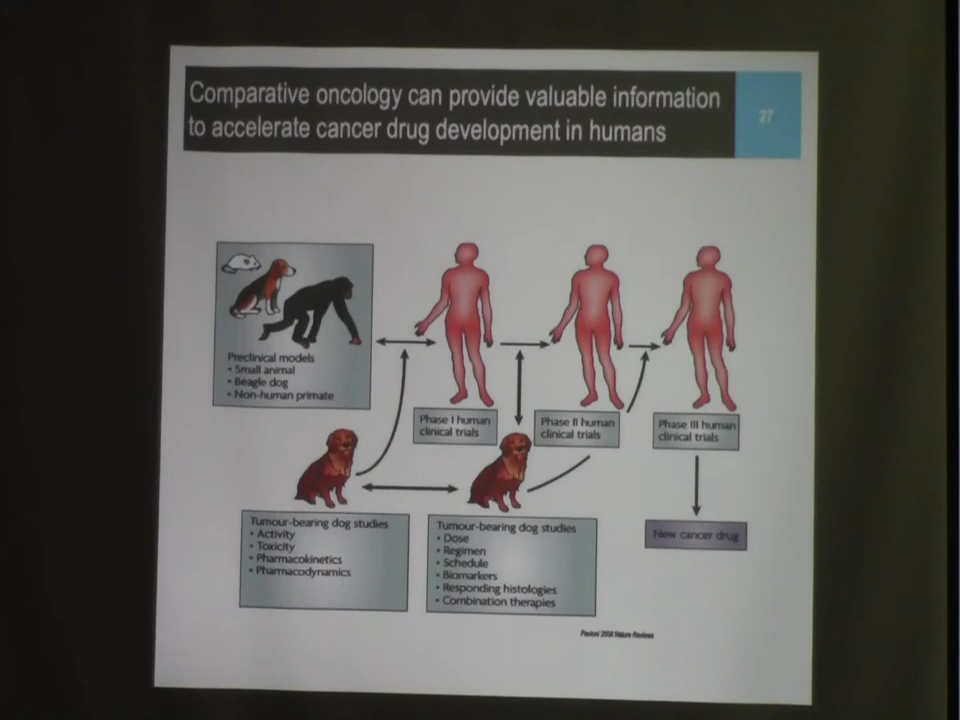 Comparative oncology can provide valuable information
to accelerate cancer drug development in humans
27
Preclinical models
• Small animal
• Beagle dog
• Non-human primate
Phase I human
clinical trials
Phase II human
clinical trials
Phase III human
clinical trials
Tumour-bearing dog studies
• Activity
• Toxicity
• Pharmacokinetics
• Pharmacodynamics
Tumour-bearing dog studies
• Dose
• Regimen
• Schedule
• Biomarkers
• Responding histologies
• Combination therapies
New cancer drug
Paoloni 2008 Nature Reviews